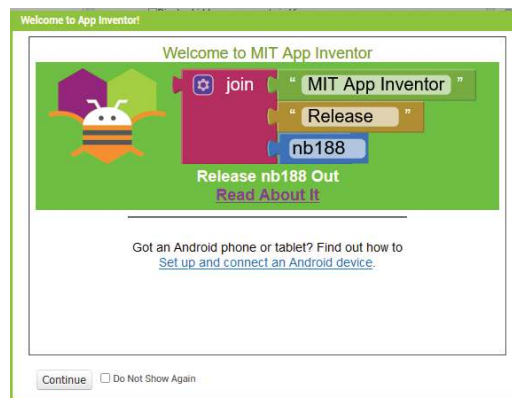 Welcome to App Inventor!
Welcome to MIT App Inventor
join
“ MIT App Inventor ”
“ Release ”
nb188
Release nb188 Out
Read About It
Got an Android phone or tablet? Find out how to
Set up and connect an Android device.
Continue
Do Not Show Again